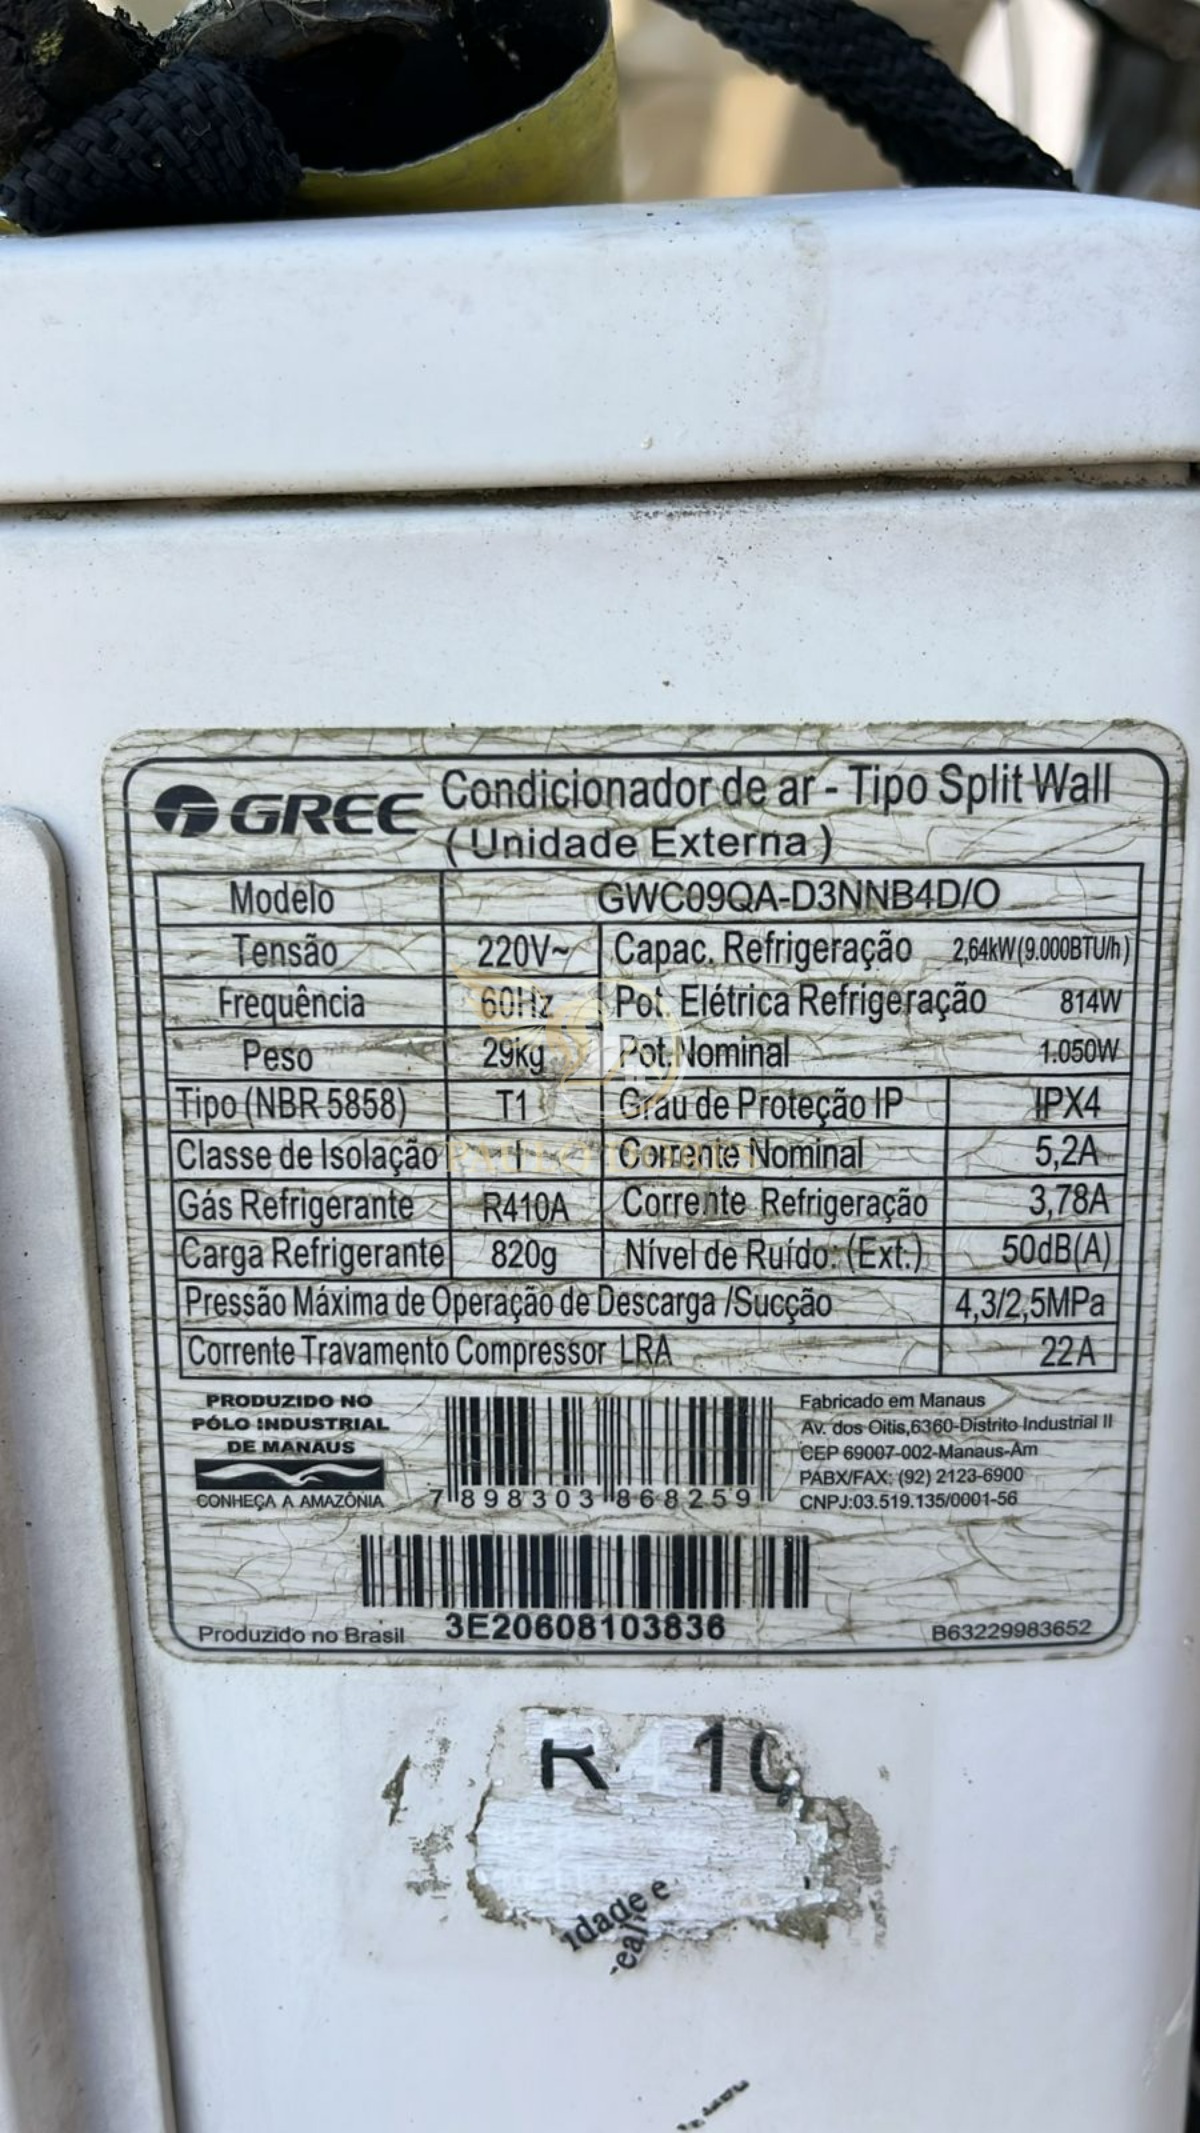 GREE Condicionador de ar - Tipo Split Wall
(Unidade Externa)
Modelo GWC09QA-D3NNB4D/O
Tensão 220V~ Capac. Refrigeração 2,64kW(9.000BTU/h)
Frequência 60Hz Pot. Elétrica Refrigeração 814W
Peso 29kg Pot. Nominal 1.050W
Tipo (NBR 5858) T1 Grau de Proteção IP IPX4
Classe de Isolação I Corrente Nominal 5,2A
Gás Refrigerante R410A Corrente Refrigeração 3,78A
Carga Refrigerante 820g Nível de Ruído: (Ext.) 50dB(A)
Pressão Máxima de Operação de Descarga /Sucção 4,3/2,5MPa
Corrente Travamento Compressor LRA 22A
PRODUZIDO NO
PÓLO INDUSTRIAL
DE MANAUS
CONHEÇA A AMAZÔNIA
7 898303 868259
Fabricado em Manaus
Av. dos Oitis,6360-Distrito Industrial II
CEP 69007-002-Manaus-Am
PABX/FAX: (92) 2123-6900
CNPJ:03.519.135/0001-56
Produzido no Brasil 3E20608103836 B63229983652
R 10
idade e